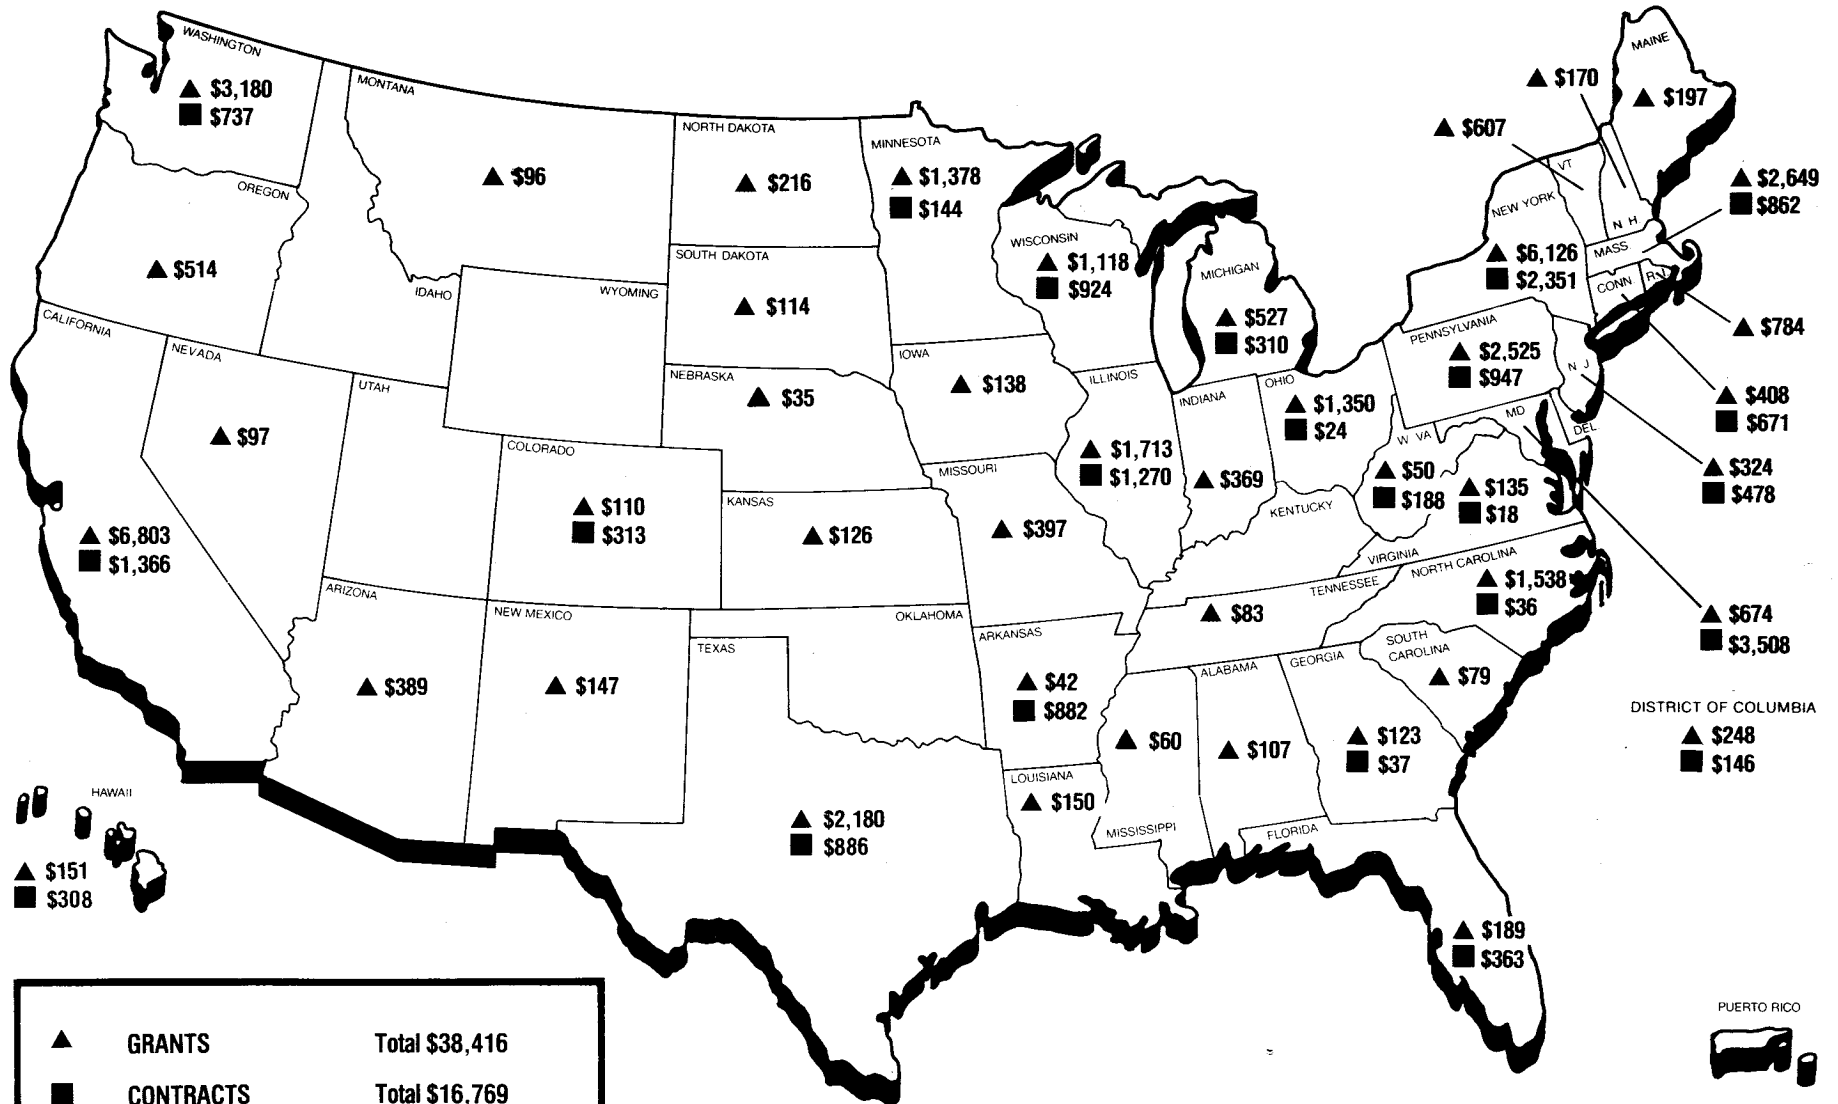 WASHINGTON
▲ $3,180
■ $737
MONTANA
▲ $96
NORTH DAKOTA
▲ $216
MINNESOTA
▲ $1,378
■ $144
MAINE
▲ $197
▲ $170
▲ $607
VT
N H
OREGON
▲ $514
IDAHO
WYOMING
SOUTH DAKOTA
▲ $114
WISCONSIN
▲ $1,118
■ $924
MICHIGAN
▲ $527
■ $310
NEW YORK
▲ $6,126
■ $2,351
MASS
▲ $2,649
■ $862
CONN
R I
▲ $784
▲ $408
■ $671
CALIFORNIA
▲ $6,803
■ $1,366
NEVADA
▲ $97
UTAH
NEBRASKA
▲ $35
IOWA
▲ $138
ILLINOIS
▲ $1,713
■ $1,270
INDIANA
▲ $369
OHIO
▲ $1,350
■ $24
PENNSYLVANIA
▲ $2,525
■ $947
N J
▲ $324
■ $478
MD
DEL.
▲ $674
■ $3,508
COLORADO
▲ $110
■ $313
KANSAS
▲ $126
MISSOURI
▲ $397
KENTUCKY
W VA
▲ $50
■ $188
▲ $135
■ $18
VIRGINIA
ARIZONA
▲ $389
NEW MEXICO
▲ $147
OKLAHOMA
TEXAS
▲ $2,180
■ $886
ARKANSAS
▲ $42
■ $882
TENNESSEE
▲ $83
NORTH CAROLINA
▲ $1,538
■ $36
SOUTH
CAROLINA
▲ $79
ALABAMA
▲ $107
GEORGIA
▲ $123
■ $37
▲ $60
MISSISSIPPI
LOUISIANA
▲ $150
FLORIDA
▲ $189
■ $363
DISTRICT OF COLUMBIA
▲ $248
■ $146
HAWAII
▲ $151
■ $308
PUERTO RICO
▲ GRANTS Total $38,416
■ CONTRACTS Total $16,769